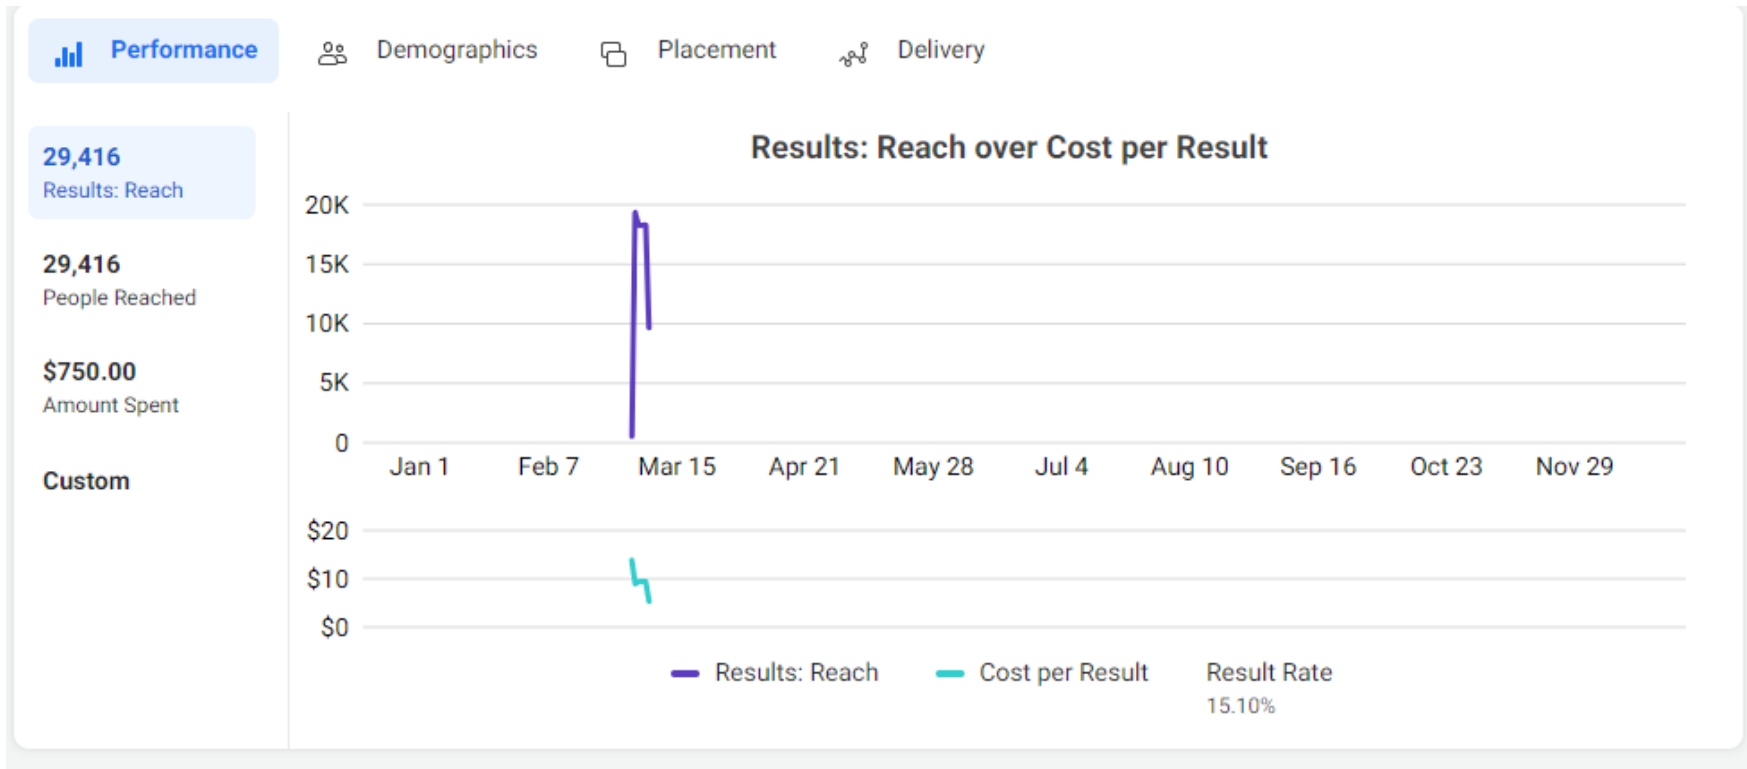 Performance
Demographics
Placement
Delivery
29,416
Results: Reach
29,416
People Reached
$750.00
Amount Spent
Custom
Results: Reach over Cost per Result
20K
15K
10K
5K
0
Jan 1 Feb 7 Mar 15 Apr 21 May 28 Jul 4 Aug 10 Sep 16 Oct 23 Nov 29
$20
$10
$0
Results: Reach
Cost per Result
Result Rate
15.10%